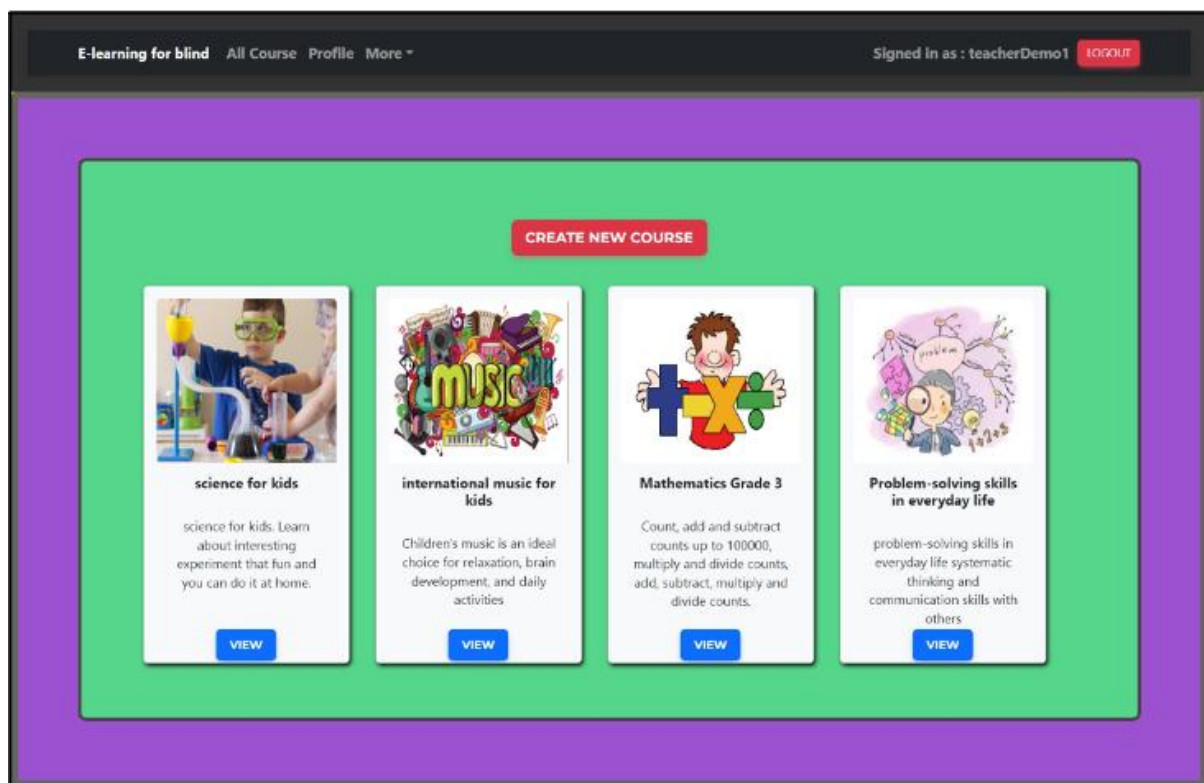 E-learning for blind All Course Profile More Signed in as : teacherDemo1 LOGOUT
CREATE NEW COURSE
MUSIC
problem
1+2=3
science for kids
science for kids. Learn
about interesting
experiment that fun and
you can do it at home.
VIEW
international music for
kids
Children's music is an ideal
choice for relaxation, brain
development, and daily
activities
VIEW
Mathematics Grade 3
Count, add and subtract
counts up to 100000,
multiply and divide counts,
add, subtract, multiply and
divide counts.
VIEW
Problem-solving skills
in everyday life
problem-solving skills in
everyday life systematic
thinking and
communication skills with
others
VIEW